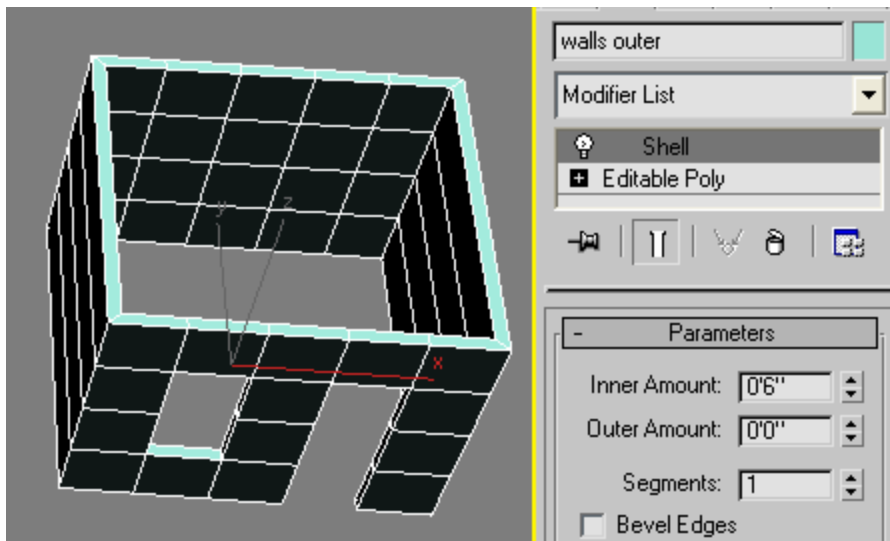 walls outer
Modifier List
Shell
Editable Poly
y
z
x
- Parameters
Inner Amount: 0'6"
Outer Amount: 0'0"
Segments: 1
Bevel Edges